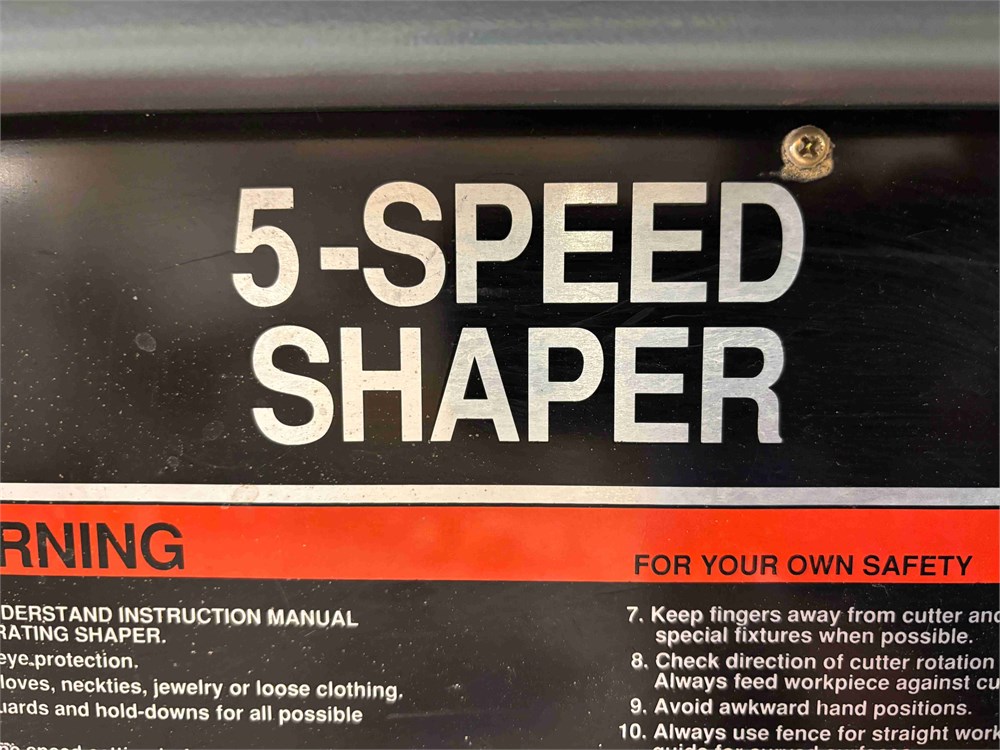 5-SPEED
SHAPER
RNING
FOR YOUR OWN SAFETY
DERSTAND INSTRUCTION MANUAL
RATING SHAPER.
eye protection.
loves, neckties, jewelry or loose clothing.
uards and hold-downs for all possible
7. Keep fingers away from cutter and
special fixtures when possible.
8. Check direction of cutter rotation
Always feed workpiece against cu
9. Avoid awkward hand positions.
10. Always use fence for straight work